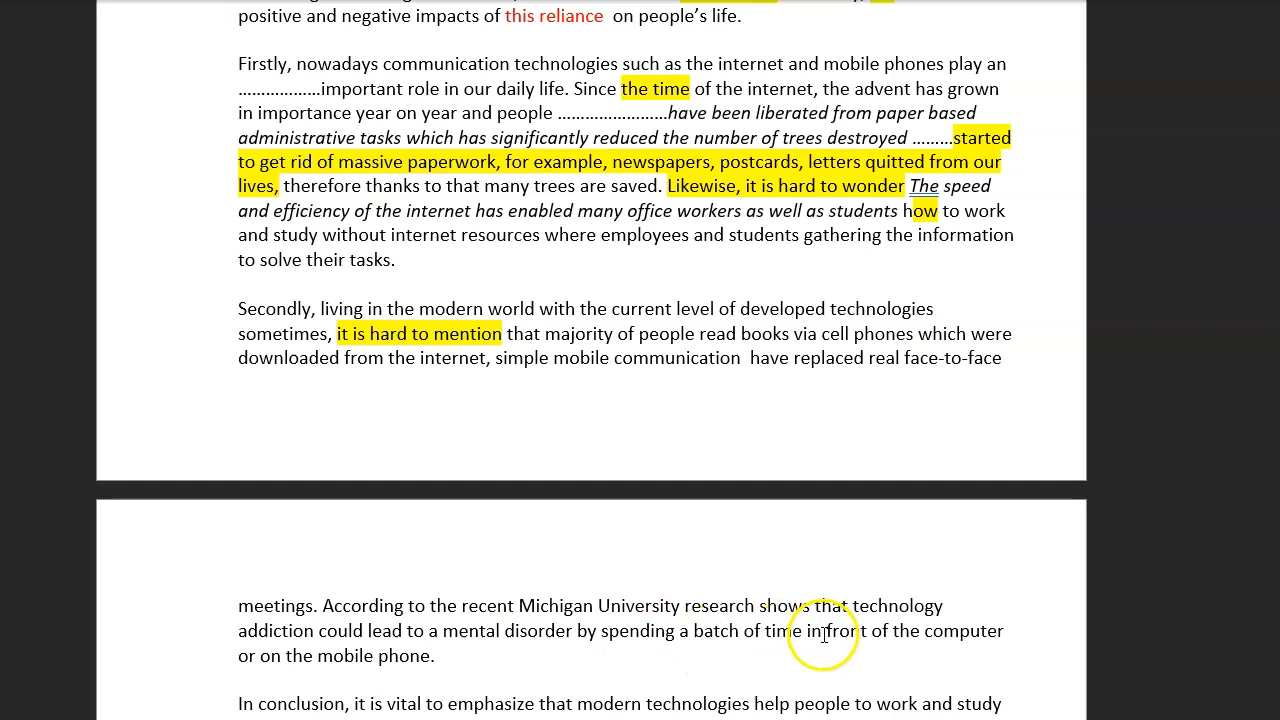 positive and negative impacts of this reliance  on people’s life.
Firstly, nowadays communication technologies such as the internet and mobile phones play an
………………important role in our daily life. Since the time of the internet, the advent has grown
in importance year on year and people ……………………have been liberated from paper based
administrative tasks which has significantly reduced the number of trees destroyed ………started
to get rid of massive paperwork, for example, newspapers, postcards, letters quitted from our
lives, therefore thanks to that many trees are saved. Likewise, it is hard to wonder The speed
and efficiency of the internet has enabled many office workers as well as students how to work
and study without internet resources where employees and students gathering the information
to solve their tasks.
Secondly, living in the modern world with the current level of developed technologies
sometimes, it is hard to mention that majority of people read books via cell phones which were
downloaded from the internet, simple mobile communication  have replaced real face-to-face
meetings. According to the recent Michigan University research shows that technology
addiction could lead to a mental disorder by spending a batch of time in front of the computer
or on the mobile phone.
In conclusion, it is vital to emphasize that modern technologies help people to work and study